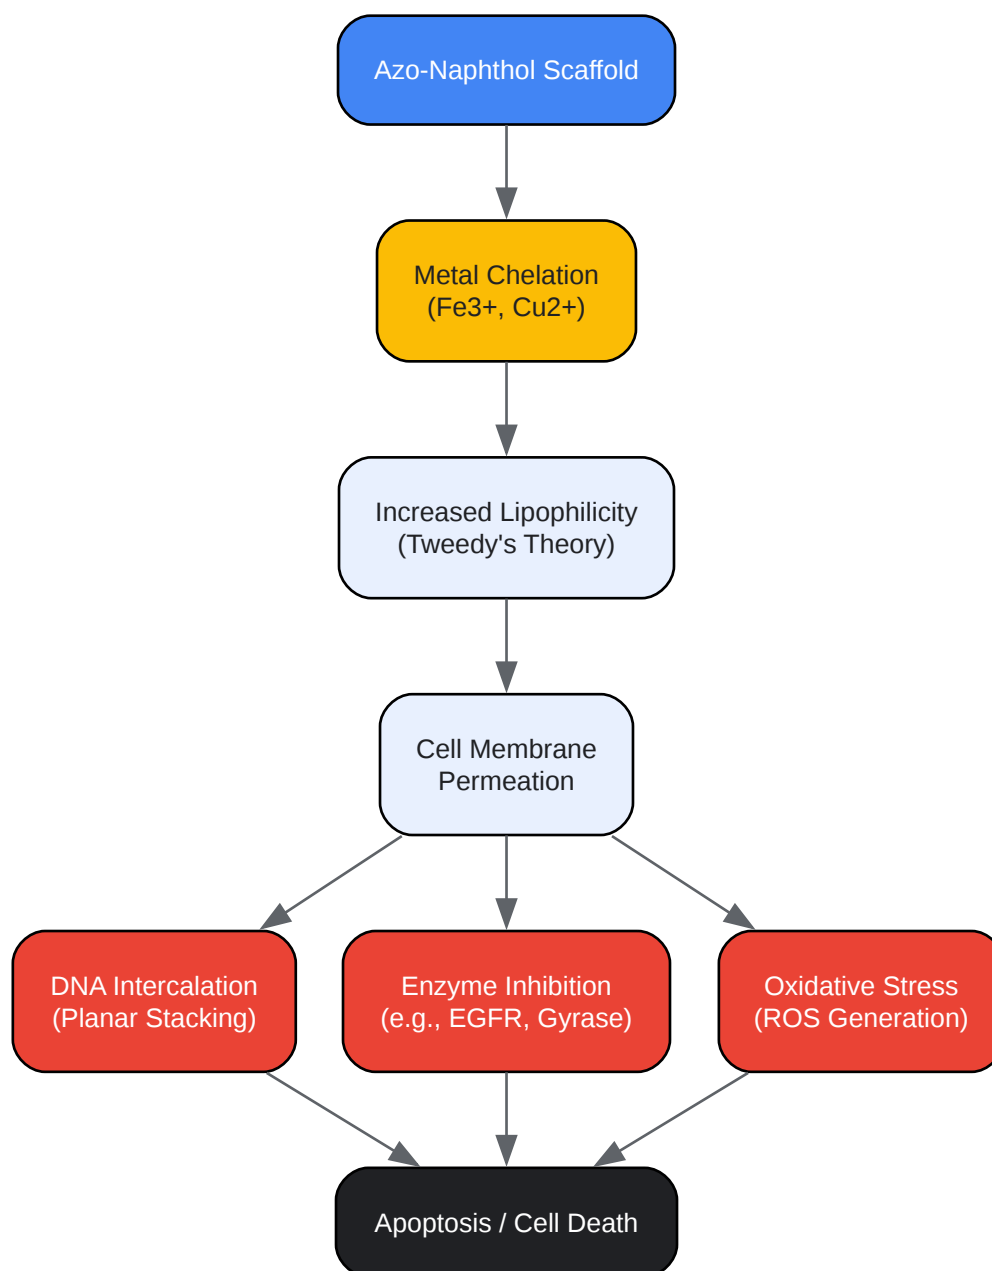 Azo-Naphthol Scaffold
Metal Chelation
(Fe3+, Cu2+)
Increased Lipophilicity
(Tweedy's Theory)
Cell Membrane
Permeation
DNA Intercalation
(Planar Stacking)
Enzyme Inhibition
(e.g., EGFR, Gyrase)
Oxidative Stress
(ROS Generation)
Apoptosis / Cell Death